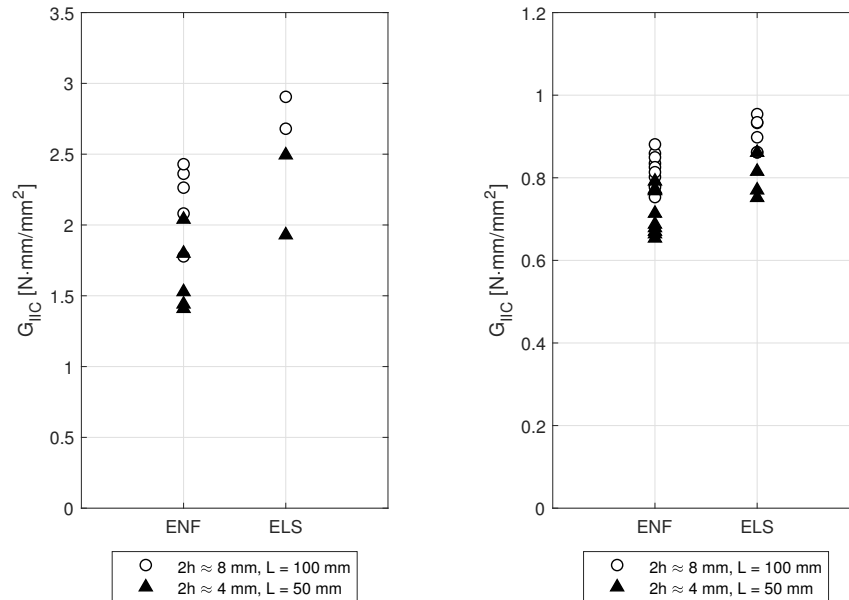 3.5
3
2.5
2
1.5
1
0.5
0
G_IIC [N·mm/mm²]
ENF
ELS
2h ≈ 8 mm, L = 100 mm
2h ≈ 4 mm, L = 50 mm
1.2
1
0.8
0.6
0.4
0.2
0
G_IIC [N·mm/mm²]
ENF
ELS
2h ≈ 8 mm, L = 100 mm
2h ≈ 4 mm, L = 50 mm